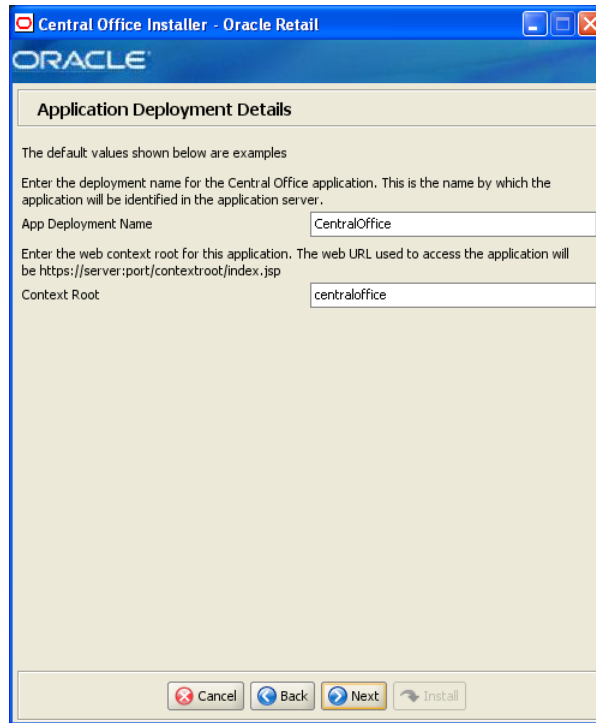 Central Office Installer - Oracle Retail
ORACLE
Application Deployment Details
The default values shown below are examples
Enter the deployment name for the Central Office application. This is the name by which the
application will be identified in the application server.
App Deployment Name
CentralOffice
Enter the web context root for this application. The web URL used to access the application will
be https://server:port/contextroot/index.jsp
Context Root
centraloffice
Cancel
Back
Next
Install